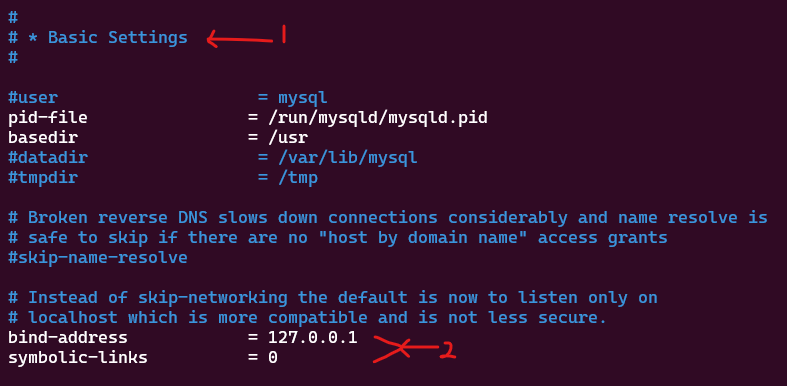 #
# * Basic Settings 1
#
#user = mysql
pid-file = /run/mysqld/mysqld.pid
basedir = /usr
#datadir = /var/lib/mysql
#tmpdir = /tmp
# Broken reverse DNS slows down connections considerably and name resolve is
# safe to skip if there are no "host by domain name" access grants
#skip-name-resolve
# Instead of skip-networking the default is now to listen only on
# localhost which is more compatible and is not less secure.
bind-address = 127.0.0.1
symbolic-links = 0
2